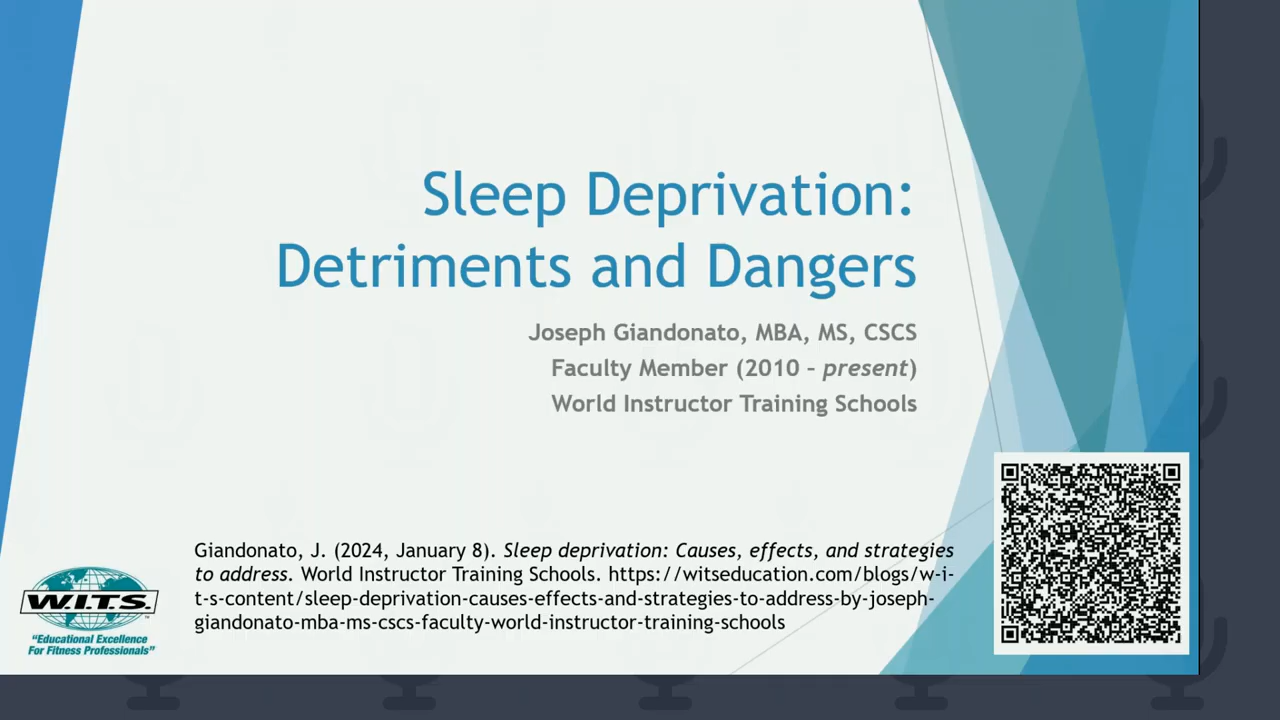 Sleep Deprivation:
Detriments and Dangers
Joseph Giandonato, MBA, MS, CSCS
Faculty Member (2010 – present)
World Instructor Training Schools
Giandonato, J. (2024, January 8). Sleep deprivation: Causes, effects, and strategies
to address. World Instructor Training Schools. https://witseducation.com/blogs/w-i-
t-s-content/sleep-deprivation-causes-effects-and-strategies-to-address-by-joseph-
giandonato-mba-ms-cscs-faculty-world-instructor-training-schools
W.I.T.S.
“Educational Excellence
For Fitness Professionals”